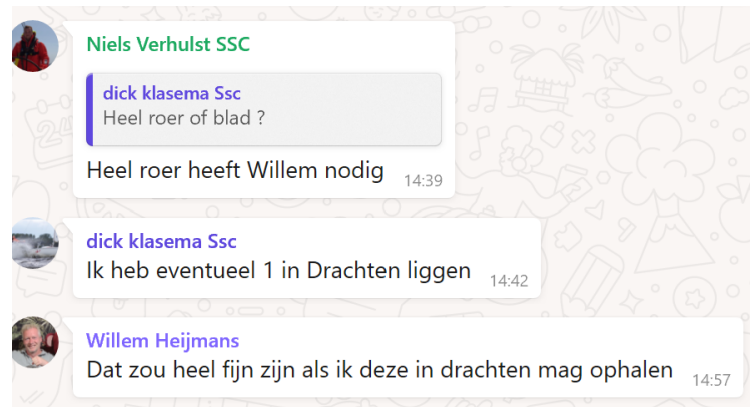 Niels Verhulst SSC
dick klasema Ssc
Heel roer of blad ?
Heel roer heeft Willem nodig
14:39
dick klasema Ssc
Ik heb eventueel 1 in Drachten liggen
14:42
Willem Heijmans
Dat zou heel fijn zijn als ik deze in drachten mag ophalen
14:57